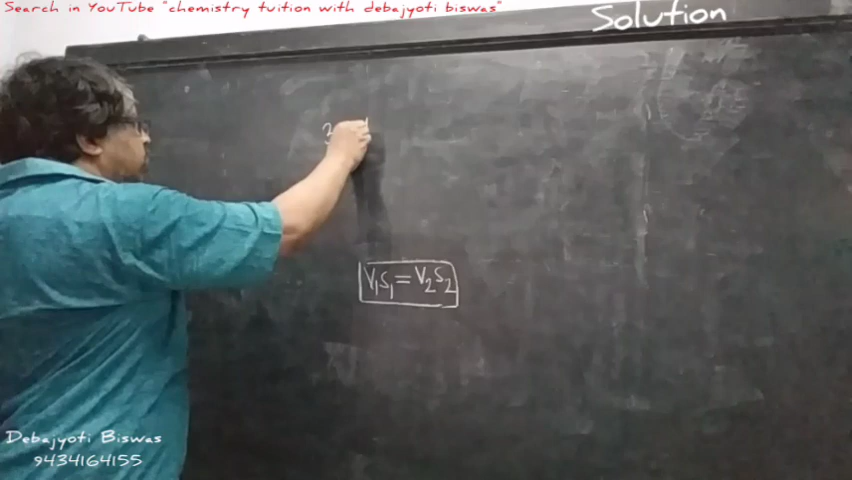 Search in YouTube "chemistry tuition with debajyoti biswas"
Solution
V₁S₁ = V₂S₂
Debajyoti Biswas
9434164155